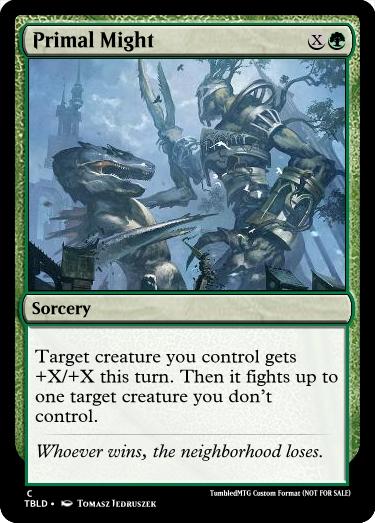 Primal Might X
Sorcery
Target creature you control gets
+X/+X this turn. Then it fights up to
one target creature you don't
control.
Whoever wins, the neighborhood loses.
C
TBLD • Tomasz Jedruszek
TumbledMTG Custom Format (NOT FOR SALE)